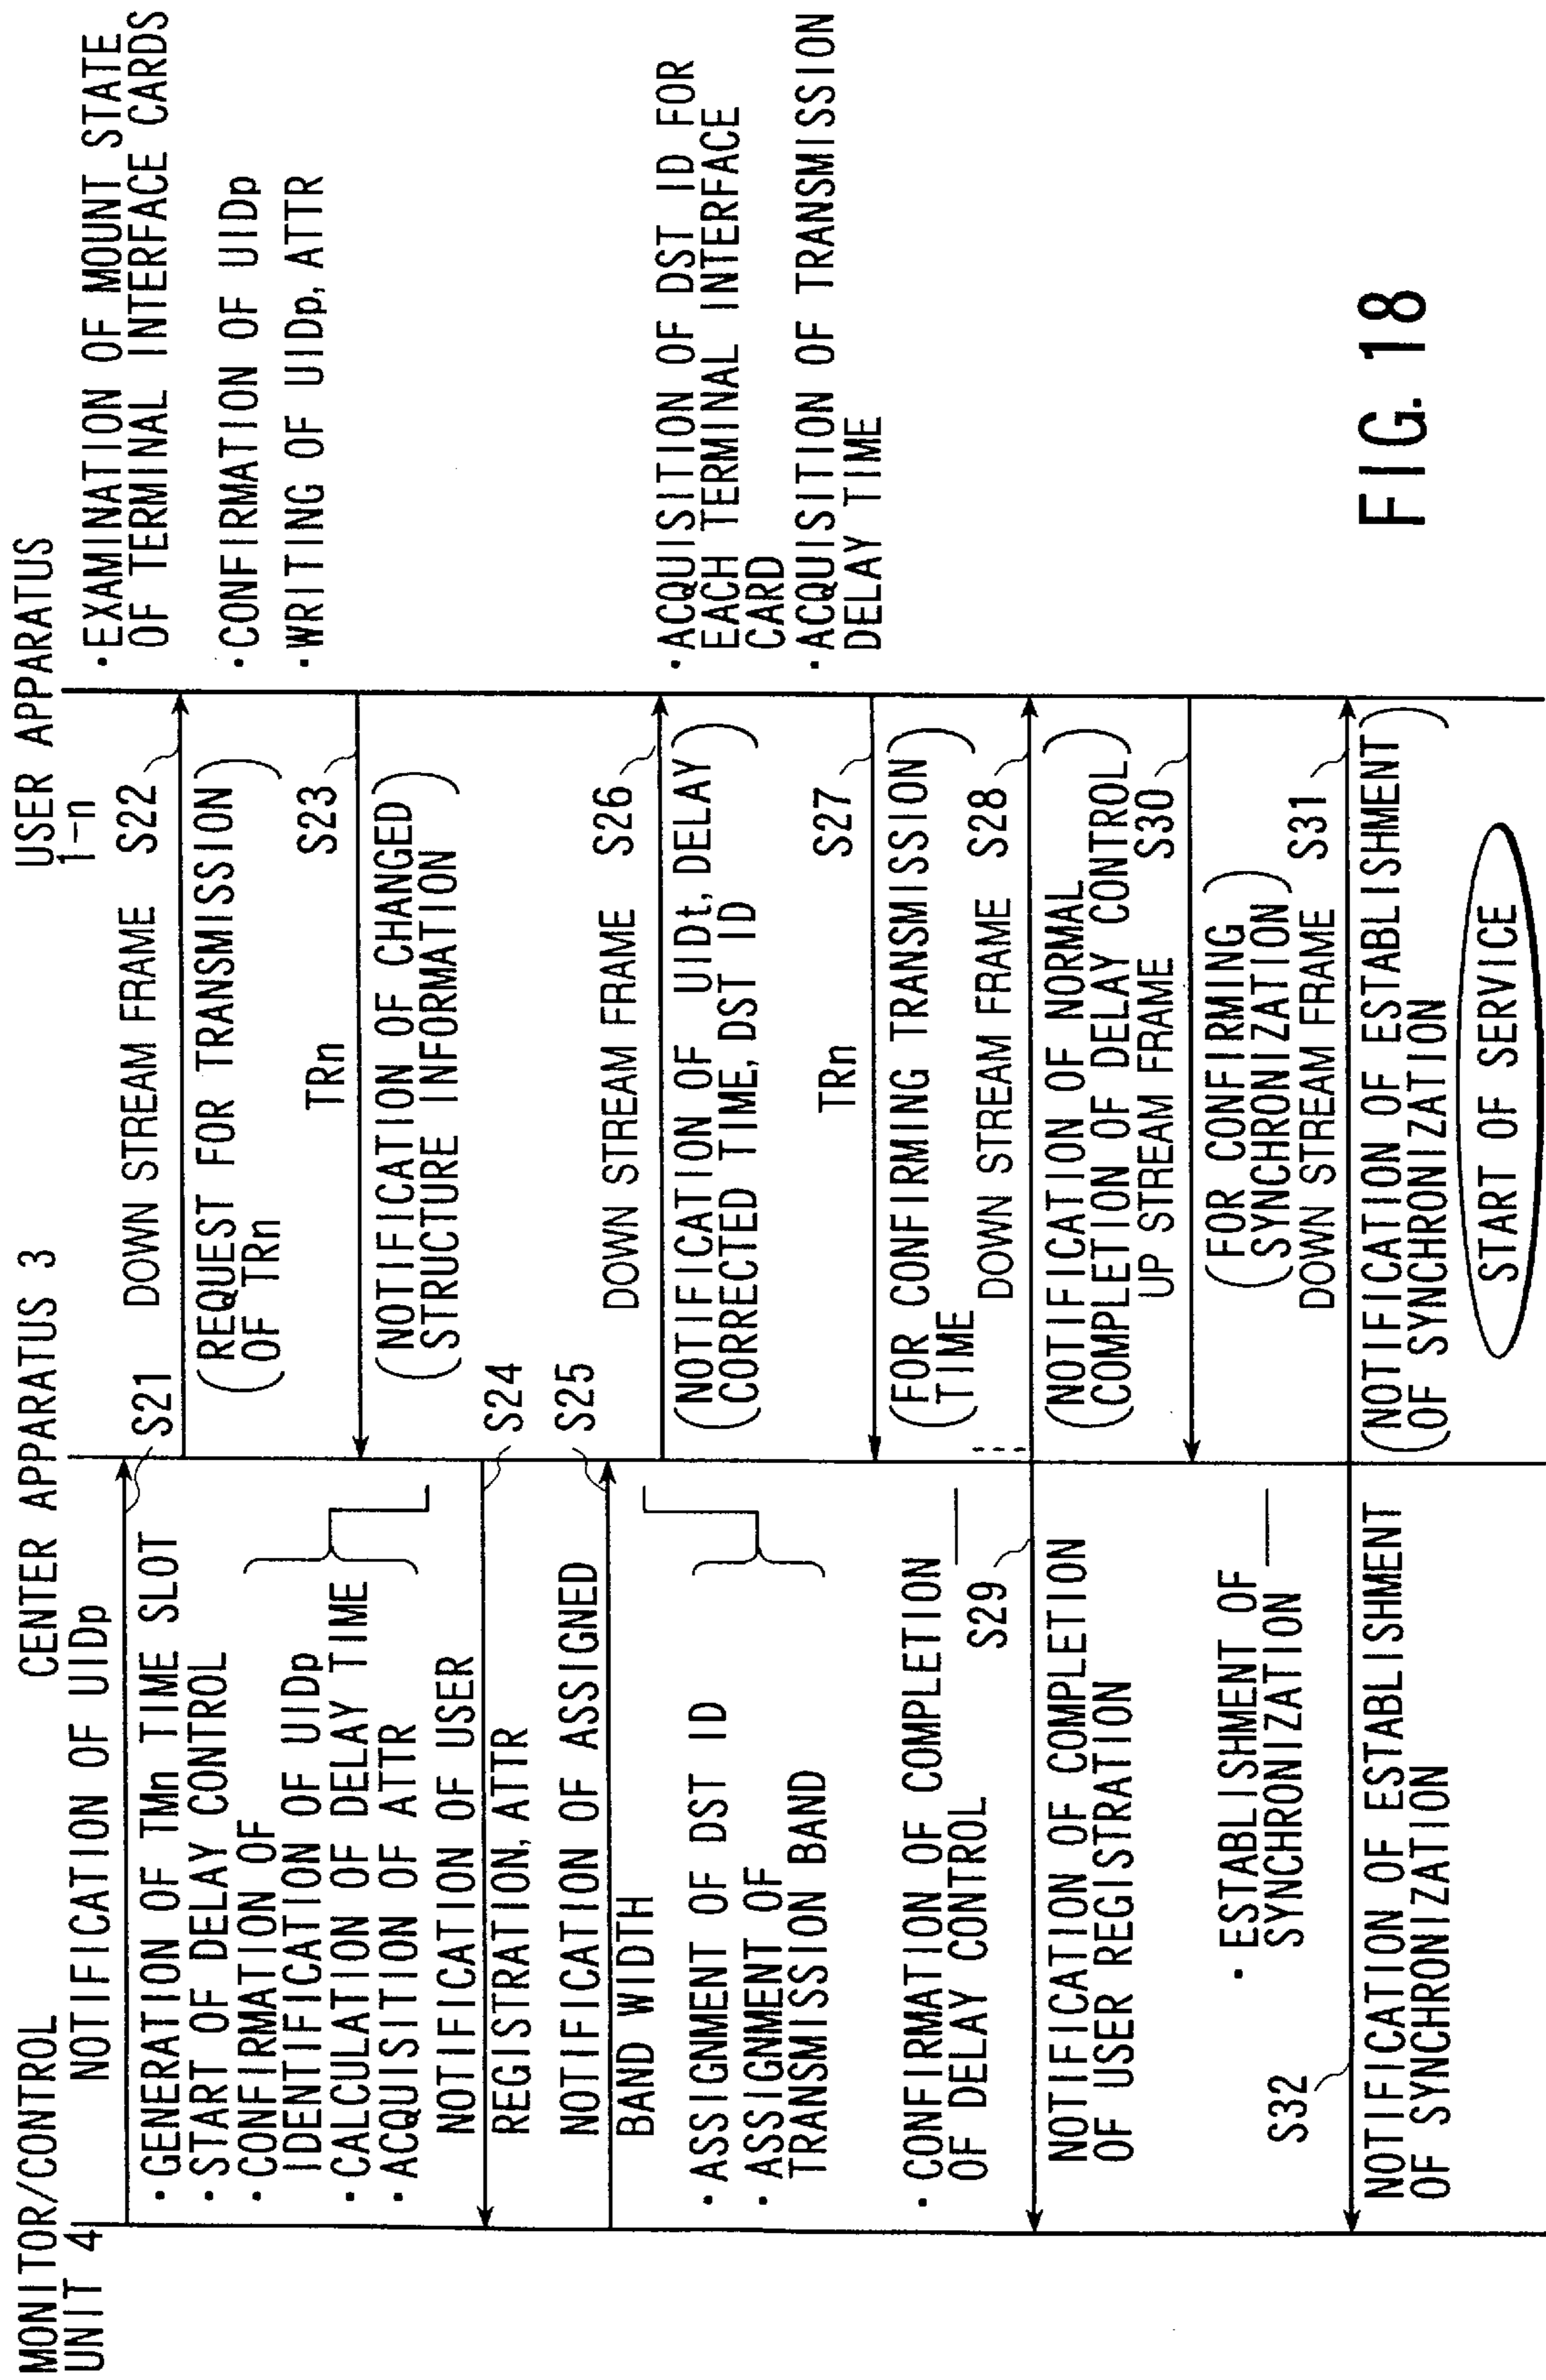 MONITOR/CONTROL
UNIT 4
CENTER APPARATUS 3
USER APPARATUS
1-n
NOTIFICATION OF UIDp
S21
· GENERATION OF TMn TIME SLOT
· START OF DELAY CONTROL
· CONFIRMATION OF
IDENTIFICATION OF UIDp
· CALCULATION OF DELAY TIME
· ACQUISITION OF ATTR
DOWN STREAM FRAME S22
(REQUEST FOR TRANSMISSION
OF TRn)
· EXAMINATION OF MOUNT STATE
OF TERMINAL INTERFACE CARDS
· CONFIRMATION OF UIDp
· WRITING OF UIDp, ATTR
TRn S23
(NOTIFICATION OF CHANGED
STRUCTURE INFORMATION)
NOTIFICATION OF USER
S24
REGISTRATION, ATTR
NOTIFICATION OF ASSIGNED
S25
BAND WIDTH
· ASSIGNMENT OF DST ID
· ASSIGNMENT OF
TRANSMISSION BAND
DOWN STREAM FRAME S26
(NOTIFICATION OF UIDt, DELAY
CORRECTED TIME, DST ID)
· ACQUISITION OF DST ID FOR
EACH TERMINAL INTERFACE
CARD
· ACQUISITION OF TRANSMISSION
DELAY TIME
TRn S27
(FOR CONFIRMING TRANSMISSION
TIME)
· CONFIRMATION OF COMPLETION
OF DELAY CONTROL
DOWN STREAM FRAME S28
S29
(NOTIFICATION OF NORMAL
COMPLETION OF DELAY CONTROL)
NOTIFICATION OF COMPLETION
OF USER REGISTRATION
UP STREAM FRAME S30
(FOR CONFIRMING
SYNCHRONIZATION)
· ESTABLISHMENT OF
SYNCHRONIZATION
DOWN STREAM FRAME S31
S32
(NOTIFICATION OF ESTABLISHMENT
OF SYNCHRONIZATION)
NOTIFICATION OF ESTABLISHMENT
OF SYNCHRONIZATION
START OF SERVICE
FIG. 18